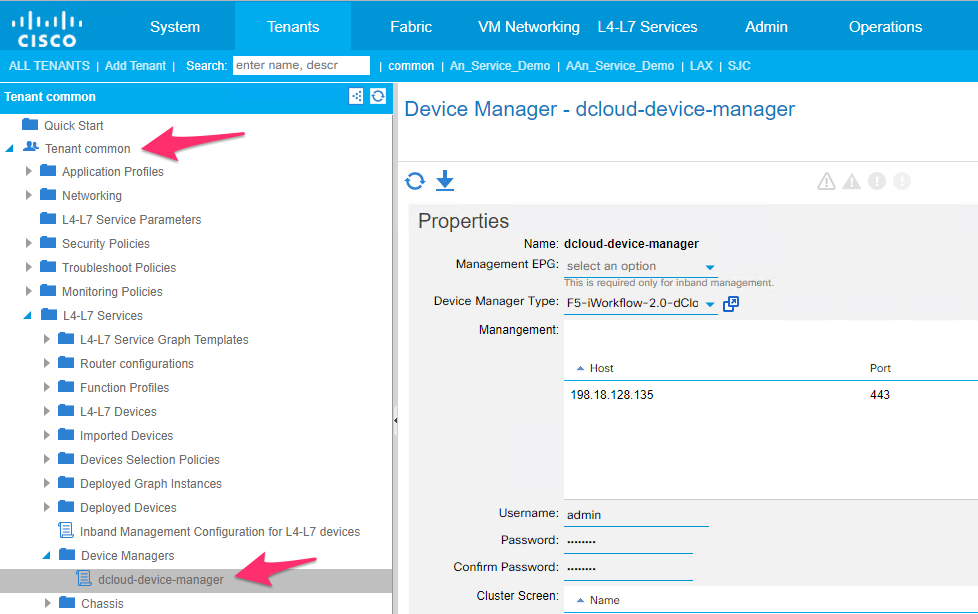 CISCO
System Tenants Fabric VM Networking L4-L7 Services Admin Operations
ALL TENANTS | Add Tenant | Search: enter name, descr | common | An_Service_Demo | AAn_Service_Demo | LAX | SJC
Tenant common
Quick Start
Tenant common
Application Profiles
Networking
L4-L7 Service Parameters
Security Policies
Troubleshoot Policies
Monitoring Policies
L4-L7 Services
L4-L7 Service Graph Templates
Router configurations
Function Profiles
L4-L7 Devices
Imported Devices
Devices Selection Policies
Deployed Graph Instances
Deployed Devices
Inband Management Configuration for L4-L7 devices
Device Managers
dcloud-device-manager
Chassis
Device Manager - dcloud-device-manager
Properties
Name: dcloud-device-manager
Management EPG: select an option
This is required only for inband management.
Device Manager Type: F5-iWorkflow-2.0-dClo
Manangement:
Host Port
198.18.128.135 443
Username: admin
Password: ••••••••
Confirm Password: ••••••••
Cluster Screen: Name